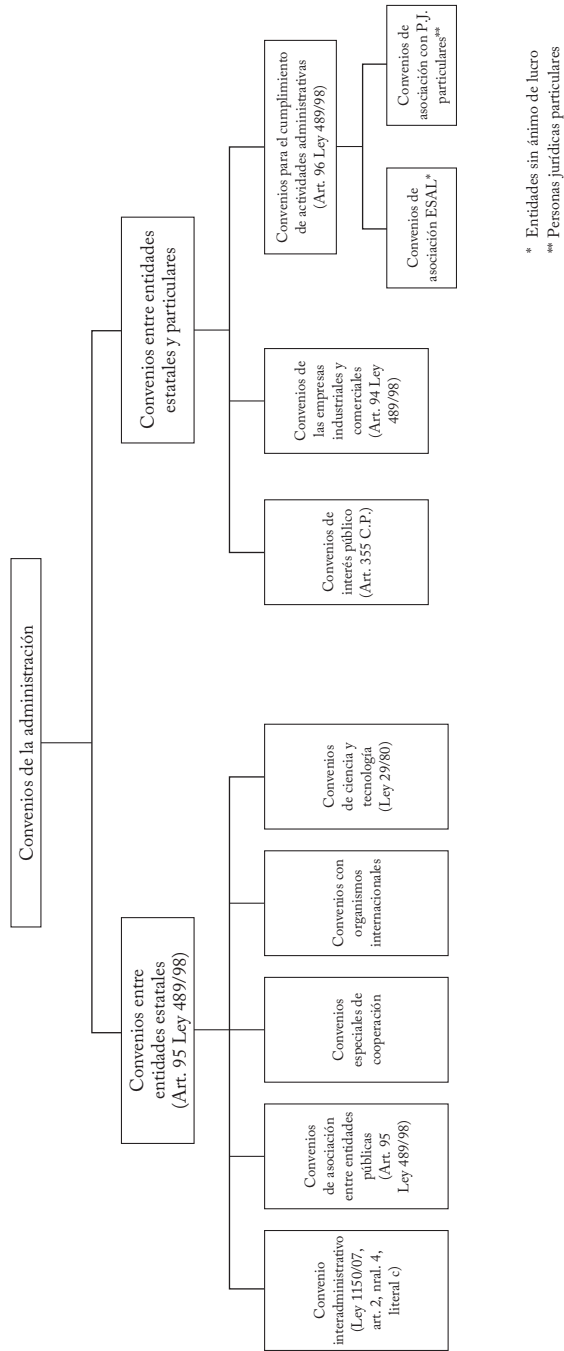 Convenios de la administración
Convenios entre
entidades estatales
(Art. 95 Ley 489/98)
Convenios entre entidades
estatales y particulares
Convenio
interadministrativo
(Ley 1150/07,
art. 2, nral. 4,
literal c)
Convenios
de asociación
entre entidades
públicas
(Art. 95
Ley 489/98)
Convenios
especiales de
cooperación
Convenios con
organismos
internacionales
Convenios
de ciencia y
tecnología
(Ley 29/80)
Convenios de
interés público
(Art. 355 C.P.)
Convenios de
las empresas
industriales y
comerciales
(Art. 94 Ley
489/98)
Convenios para el cumplimiento
de actividades administrativas
(Art. 96 Ley 489/98)
Convenios de
asociación ESAL*
Convenios de
asociación con P.J.
particulares**
* Entidades sin ánimo de lucro
** Personas jurídicas particulares